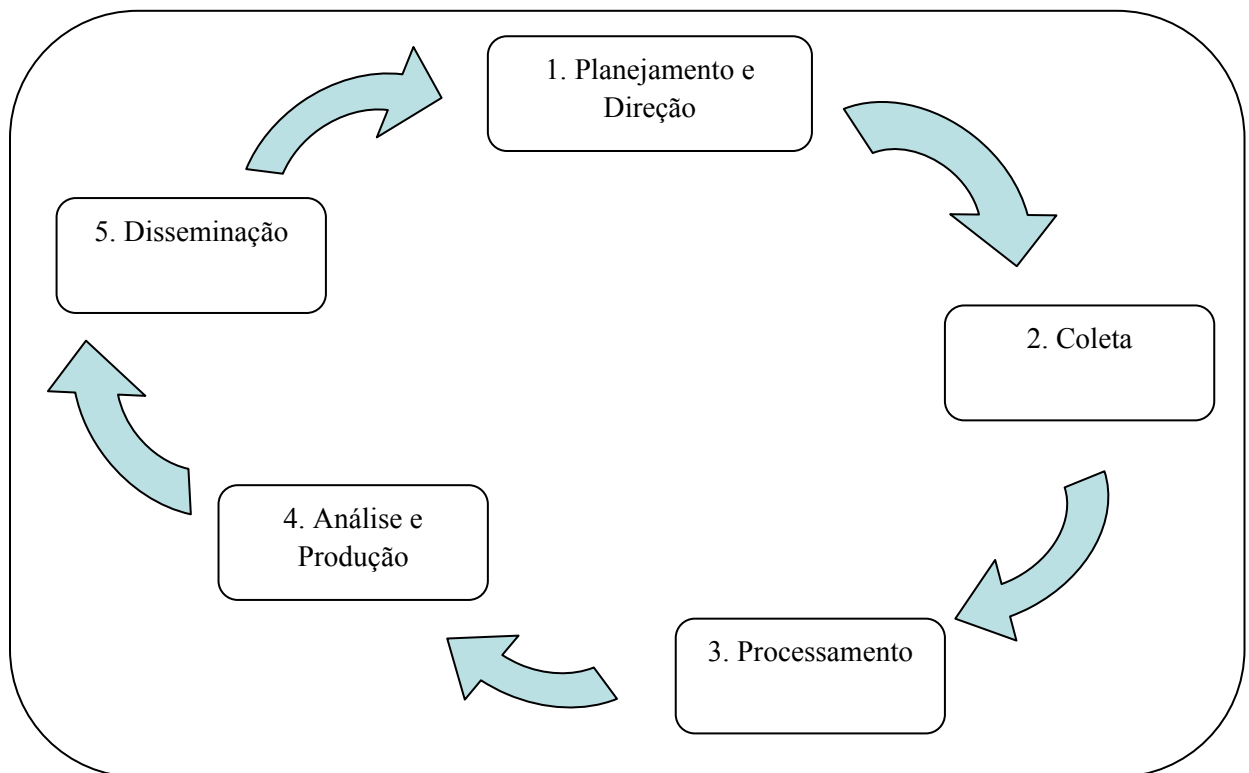 1. Planejamento e
Direção
2. Coleta
3. Processamento
4. Análise e
Produção
5. Disseminação